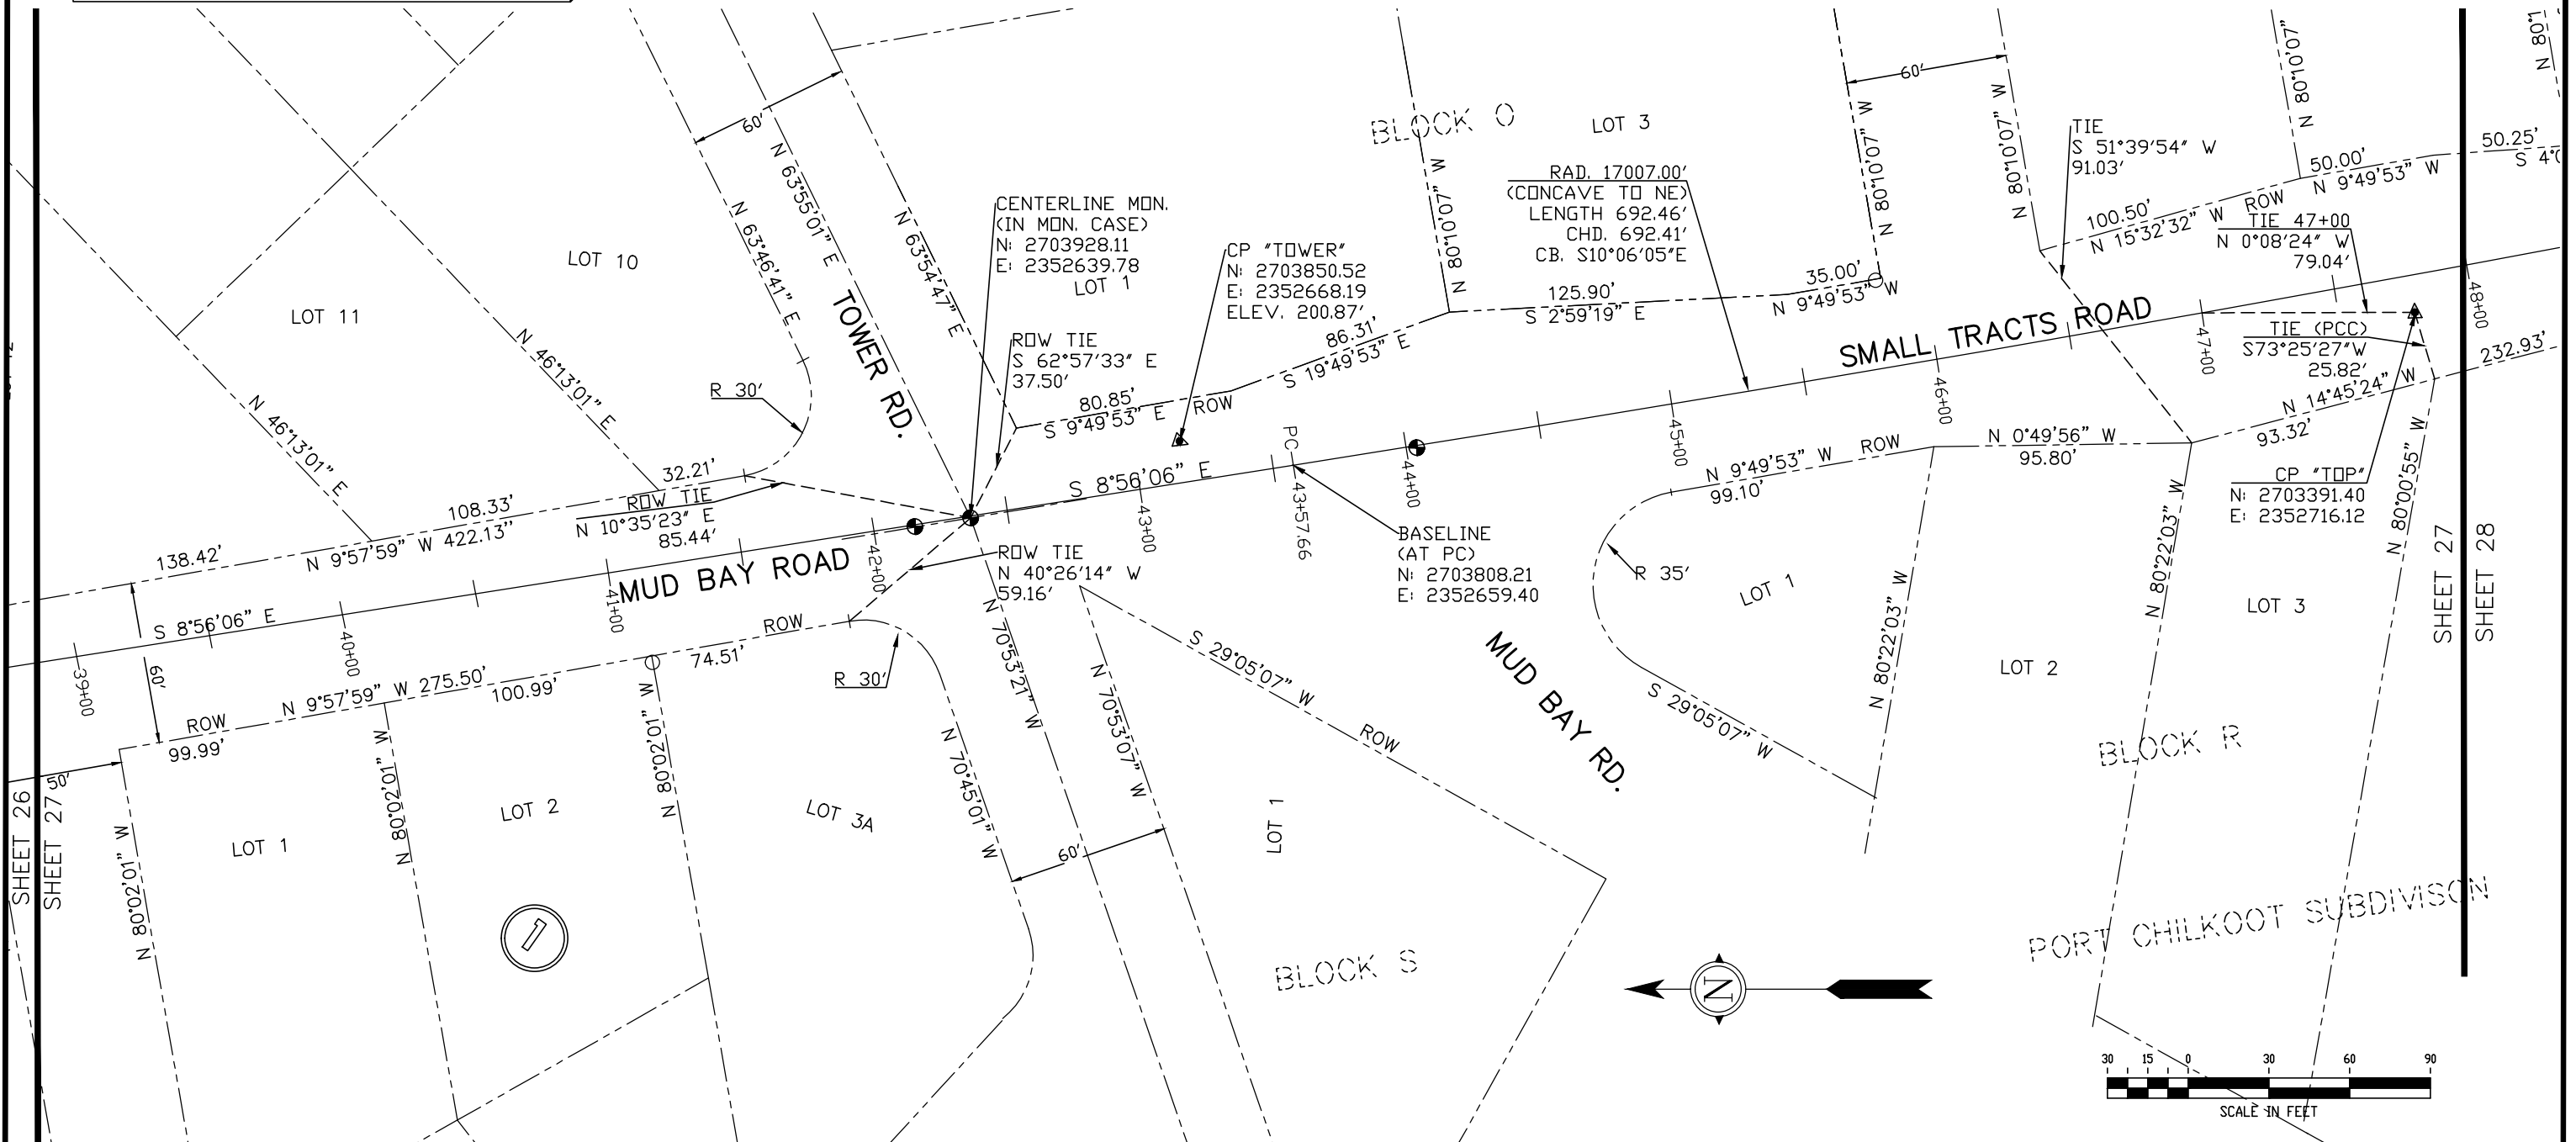 60'
N 63°55'01" E
N 63°46'41" E
N 63°54'47" E
TOWER RD.
LOT 10
LOT 11
N 46°13'01" E
N 46°13'01" E
R 30'
CENTERLINE MON.
(IN MON. CASE)
N: 2703928.11
E: 2352639.78
LOT 1
ROW TIE
S 62°57'33" E
37.50'
CP "TOWER"
N: 2703850.52
E: 2352668.19
ELEV. 200.87'
BLOCK O
LOT 3
RAD. 17007.00'
(CONCAVE TO NE)
LENGTH 692.46'
CHD. 692.41'
CB. S10°06'05"E
N 80°10'07" W
N 80°10'07" W
60'
N 80°10'07" W
N 80°10'07"
N 80°1
TIE
S 51°39'54" W
91.03'
50.00'
N 9°49'53" W
50.25'
S 4°0
100.50'
N 15°32'32" W ROW
TIE 47+00
N 0°08'24" W
79.04'
TIE (PCC)
S73°25'27"W
25.82'
80.85'
S 9°49'53" E ROW
86.31'
S 19°49'53" E
125.90'
S 2°59'19" E
35.00'
N 9°49'53" W
SMALL TRACTS ROAD
39+00
40+00
41+00
42+00
43+00
PC 43+57.66
44+00
45+00
46+00
47+00
48+00
232.93'
N 14°45'24" W
93.32'
N 0°49'56" W
95.80'
N 9°49'53" W ROW
99.10'
CP "TOP"
N: 2703391.40
E: 2352716.12
N 80°00'55" W
138.42'
108.33'
32.21'
N 9°57'59" W 422.13''
ROW TIE
N 10°35'23" E
85.44'
S 8°56'06" E
S 8°56'06" E
MUD BAY ROAD
ROW TIE
N 40°26'14" W
59.16'
BASELINE
(AT PC)
N: 2703808.21
E: 2352659.40
R 35'
60'
ROW
99.99'
N 9°57'59" W 275.50'
100.99'
74.51'
ROW
R 30'
50'
SHEET 26
SHEET 27
N 80°02'01" W
N 80°02'01" W
N 80°02'01" W
LOT 1
LOT 2
LOT 3A
1
N 70°45'01" W
N 70°53'21" W
N 70°53'07" W
60'
S 29°05'07" W
ROW
LOT 1
BLOCK S
MUD BAY RD.
S 29°05'07" W
LOT 1
N 80°22'03" W
LOT 2
N 80°22'03" W
LOT 3
BLOCK R
PORT CHILKOOT SUBDIVISON
SHEET 27
SHEET 28
N
30 15 0 30 60 90
SCALE IN FEET